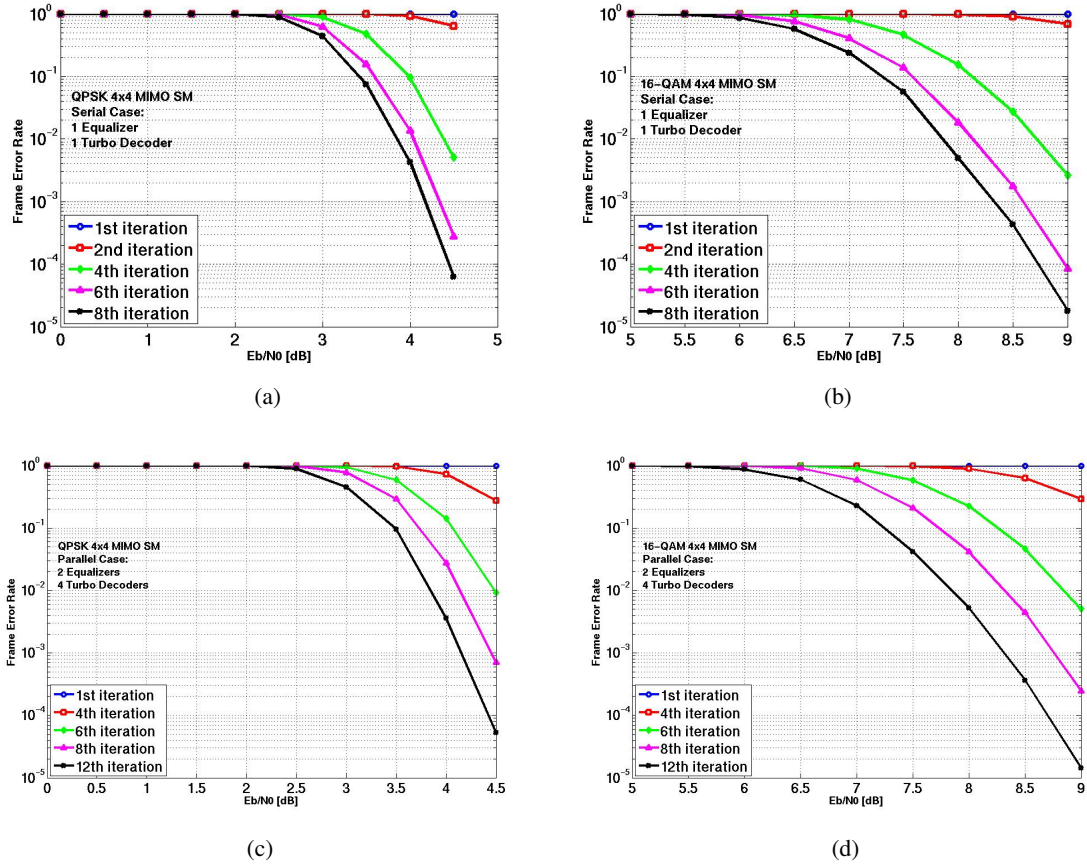 10^0
10^-1
10^-2
10^-3
10^-4
10^-5
Frame Error Rate
QPSK 4x4 MIMO SM
Serial Case:
1 Equalizer
1 Turbo Decoder
1st iteration
2nd iteration
4th iteration
6th iteration
8th iteration
0 1 2 3 4 5
Eb/N0 [dB]
(a)
10^0
10^-1
10^-2
10^-3
10^-4
10^-5
Frame Error Rate
16-QAM 4x4 MIMO SM
Serial Case:
1 Equalizer
1 Turbo Decoder
1st iteration
2nd iteration
4th iteration
6th iteration
8th iteration
5 5.5 6 6.5 7 7.5 8 8.5 9
Eb/N0 [dB]
(b)
10^0
10^-1
10^-2
10^-3
10^-4
10^-5
Frame Error Rate
QPSK 4x4 MIMO SM
Parallel Case:
2 Equalizers
4 Turbo Decoders
1st iteration
4th iteration
6th iteration
8th iteration
12th iteration
0 0.5 1 1.5 2 2.5 3 3.5 4 4.5
Eb/N0 [dB]
(c)
10^0
10^-1
10^-2
10^-3
10^-4
10^-5
Frame Error Rate
16-QAM 4x4 MIMO SM
Parallel Case:
2 Equalizers
4 Turbo Decoders
1st iteration
4th iteration
6th iteration
8th iteration
12th iteration
5 5.5 6 6.5 7 7.5 8 8.5 9
Eb/N0 [dB]
(d)